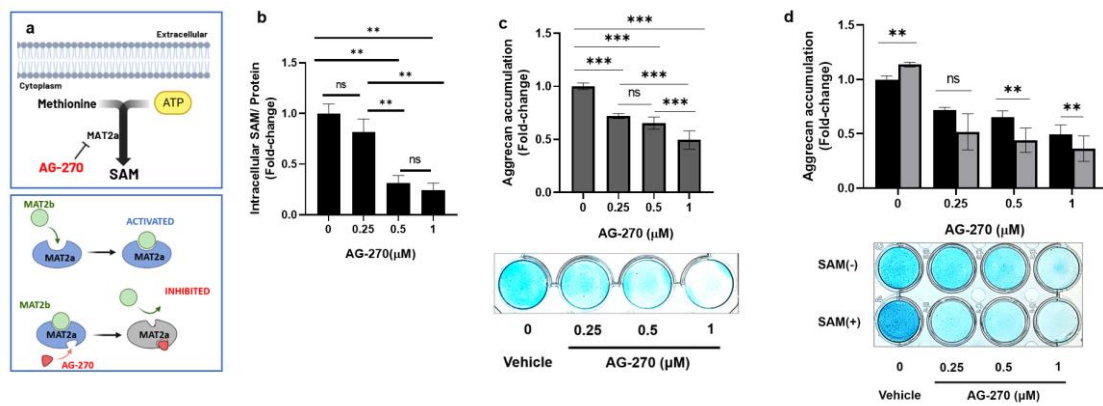 a
Extracellular
Cytoplasm
Methionine
ATP
MAT2a
AG-270
SAM
MAT2b
ACTIVATED
MAT2a
MAT2a
MAT2b
INHIBITED
MAT2a
MAT2a
AG-270
b
Intracellular SAM/ Protein
(Fold-change)
**
**
ns
**
**
ns
1.5
1.0
0.5
0.0
0 0.25 0.5 1
AG-270(μM)
c
Aggrecan accumulation
(Fold-change)
***
***
***
***
ns
***
1.5
1.0
0.5
0.0
0 0.25 0.5 1
AG-270 (μM)
0 0.25 0.5 1
Vehicle AG-270 (μM)
d
Aggrecan accumulation
(Fold-change)
**
ns
**
**
1.5
1.0
0.5
0.0
0 0.25 0.5 1
AG-270 (μM)
SAM(-)
SAM(+)
0 0.25 0.5 1
Vehicle AG-270 (μM)